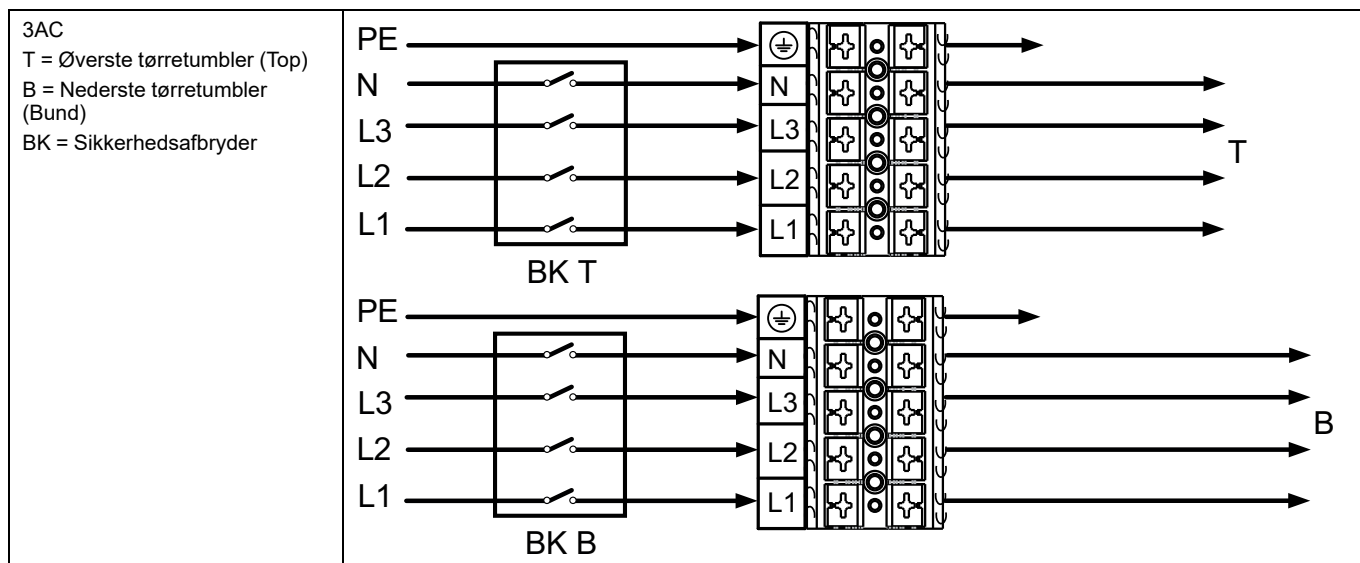 3AC
T = Øverste tørretumbler (Top)
B = Nederste tørretumbler
(Bund)
BK = Sikkerhedsafbryder
PE
N N
L3 L3
T
L2 L2
L1 L1
BK T
PE
N N
L3 L3
B
L2 L2
L1 L1
BK B